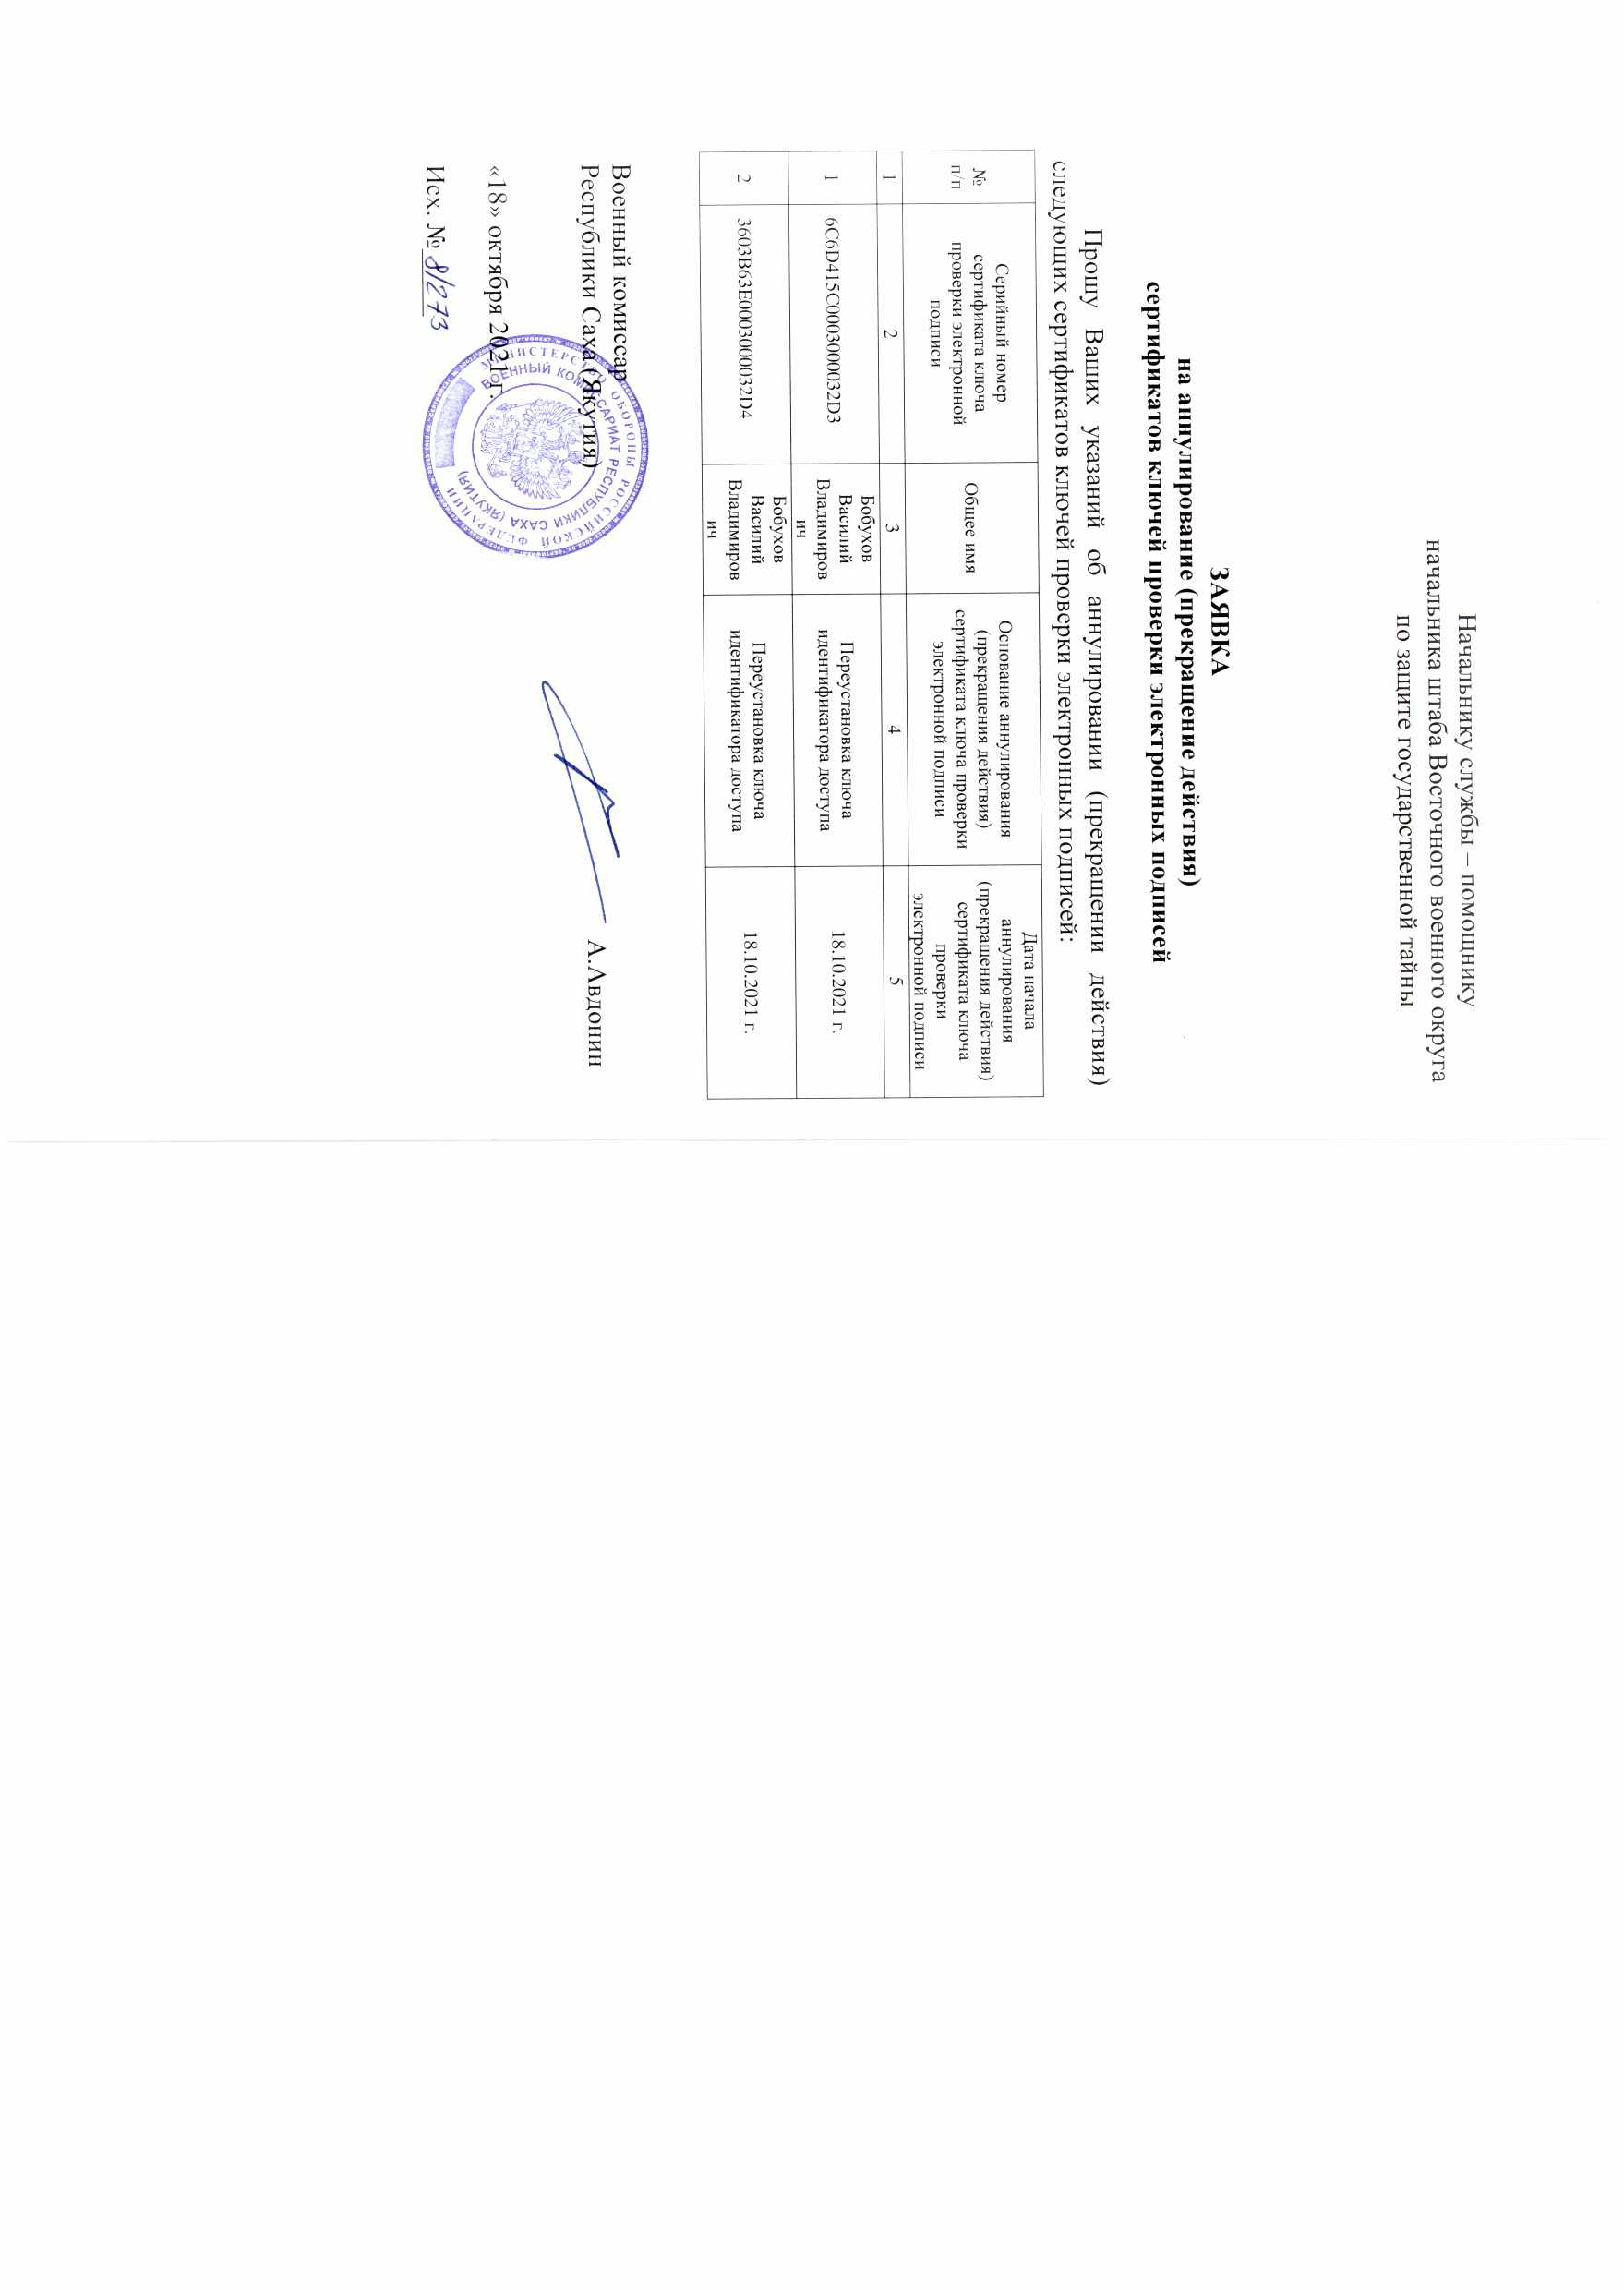 Начальнику службы – помощнику
начальника штаба Восточного военного округа
по защите государственной тайны
ЗАЯВКА
на аннулирование (прекращение действия)
сертификатов ключей проверки электронных подписей
Прошу Ваших указаний об аннулировании (прекращении действия)
следующих сертификатов ключей проверки электронных подписей:
№
п/п
Серийный номер
сертификата ключа
проверки электронной
подписи
Общее имя
Основание аннулирования
(прекращения действия)
сертификата ключа проверки
электронной подписи
Дата начала
аннулирования
(прекращения действия)
сертификата ключа
проверки
электронной подписи
1 2 3 4 5
1
6C6D415C0003000032D3
Бобухов
Василий
Владимиров
ич
Переустановка ключа
идентификатора доступа
18.10.2021 г.
2
3603B63E0003000032D4
Бобухов
Василий
Владимиров
ич
Переустановка ключа
идентификатора доступа
18.10.2021 г.
Военный комиссар
Республики Саха (Якутия) А.Авдонин
МИНИСТЕРСТВО ОБОРОНЫ РОССИЙСКОЙ ФЕДЕРАЦИИ
ВОЕННЫЙ КОМИССАРИАТ РЕСПУБЛИКИ САХА (ЯКУТИЯ)
«18» октября 2021 г.
Исх. № 8/273